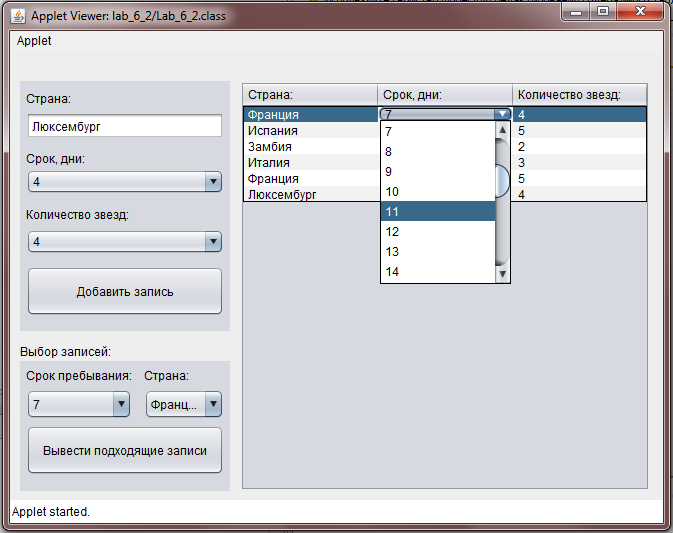 Applet Viewer: lab_6_2/Lab_6_2.class
Applet
Страна:
Люксембург
Срок, дни:
4
Количество звезд:
4
Добавить запись
Выбор записей:
Срок пребывания: Страна:
7 Франц...
Вывести подходящие записи
Страна: Срок, дни: Количество звезд:
Франция 7 4
Испания 5
Замбия 2
Италия 3
Франция 5
Люксембург 4
7
8
9
10
11
12
13
14
Applet started.